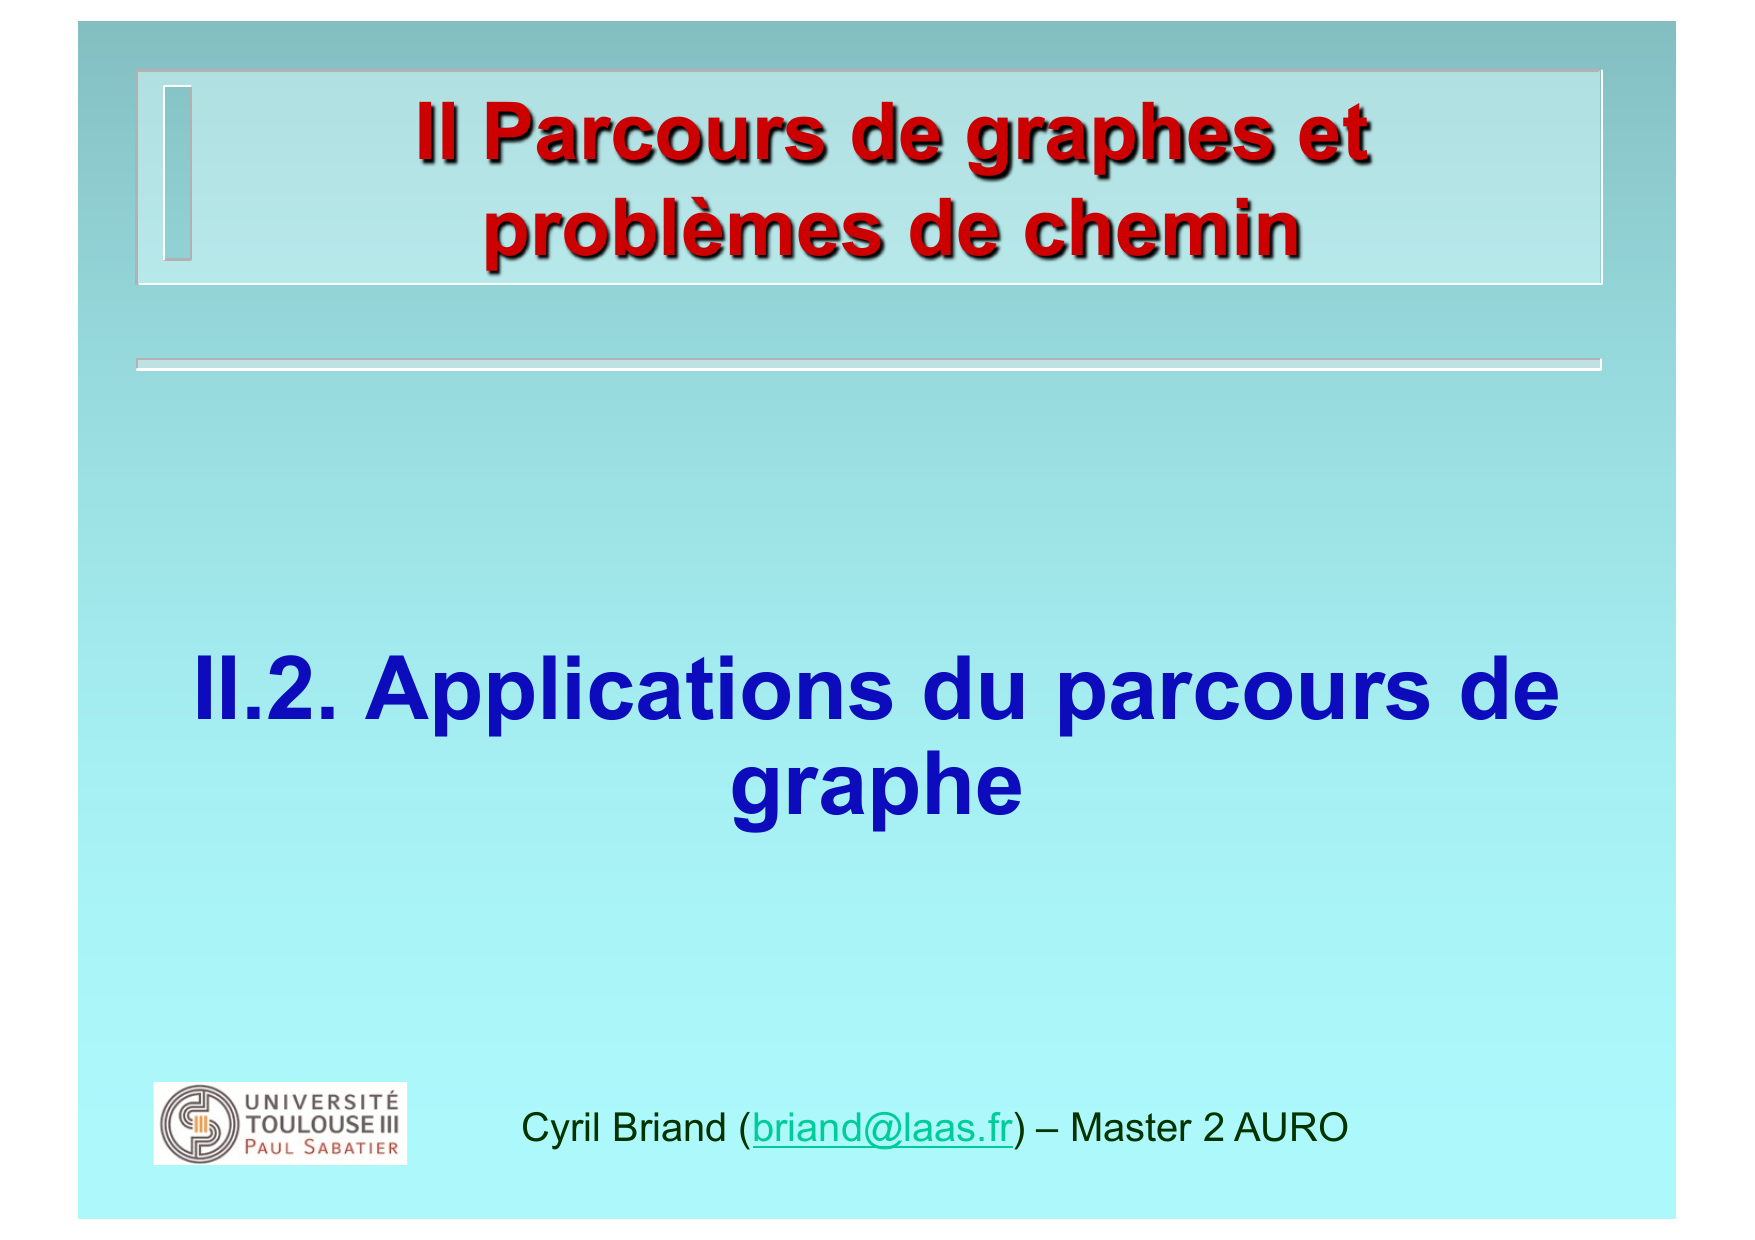 II Parcours de graphes et
problèmes de chemin
II.2. Applications du parcours de
graphe
UNIVERSITÉ
TOULOUSE III
PAUL SABATIER
Cyril Briand (briand@laas.fr) – Master 2 AURO